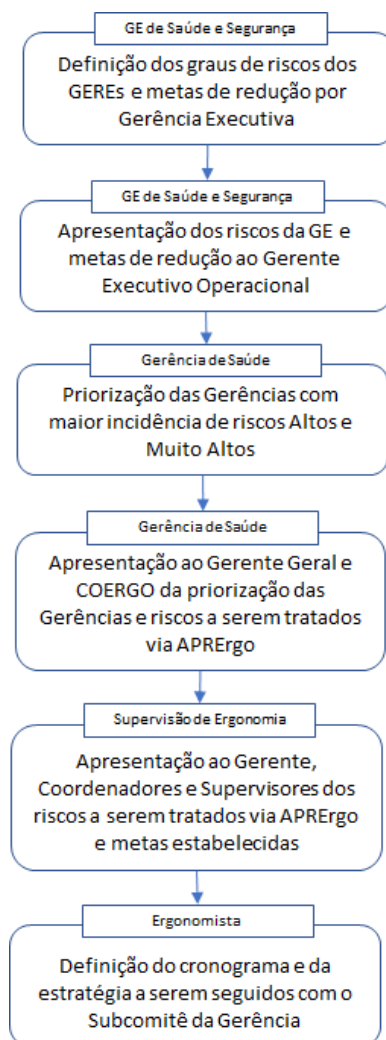 GE de Saúde e Segurança
Definição dos graus de riscos dos
GEREs e metas de redução por
Gerência Executiva
GE de Saúde e Segurança
Apresentação dos riscos da GE e
metas de redução ao Gerente
Executivo Operacional
Gerência de Saúde
Priorização das Gerências com
maior incidência de riscos Altos e
Muito Altos
Gerência de Saúde
Apresentação ao Gerente Geral e
COERGO da priorização das
Gerências e riscos a serem tratados
via APRErgo
Supervisão de Ergonomia
Apresentação ao Gerente,
Coordenadores e Supervisores dos
riscos a serem tratados via APRErgo
e metas estabelecidas
Ergonomista
Definição do cronograma e da
estratégia a serem seguidos com o
Subcomitê da Gerência